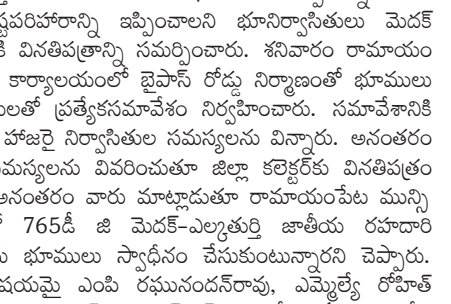 ష్టపరిహారాన్ని ఇప్పించాలని భూనిర్వాసితులు మెదక్
కి వినతిపత్రాన్ని సమర్పించారు. శనివారం రామాయం
కార్యాలయంలో బైపాస్ రోడ్డు నిర్మాణంతో భూములు
లతో ప్రత్యేకసమావేశం నిర్వహించారు. సమావేశానికి
హాజరై నిర్వాసితుల సమస్యలను విన్నారు. అనంతరం
మస్యలను వివరించుతూ జిల్లా కలెక్టర్‌కు వినతిపత్రం
అనంతరం వారు మాట్లాడుతూ రామాయంపేట మున్సి
765డీ జి మెదక్-ఎల్కతుర్తి జాతీయ రహదారి
భూములు స్వాధీనం చేసుకుంటున్నారని చెప్పారు.
షయమై ఎంపి రఘునందన్‌రావు, ఎమ్మెల్యే రోహిత్